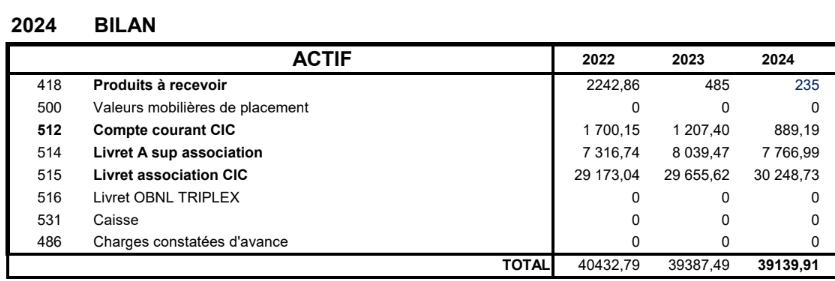 2024 BILAN
ACTIF 2022 2023 2024
418 Produits à recevoir 2242,86 485 235
500 Valeurs mobilières de placement 0 0 0
512 Compte courant CIC 1 700,15 1 207,40 889,19
514 Livret A sup association 7 316,74 8 039,47 7 766,99
515 Livret association CIC 29 173,04 29 655,62 30 248,73
516 Livret OBNL TRIPLEX 0 0 0
531 Caisse 0 0 0
486 Charges constatées d'avance 0 0 0
TOTAL 40432,79 39387,49 39139,91